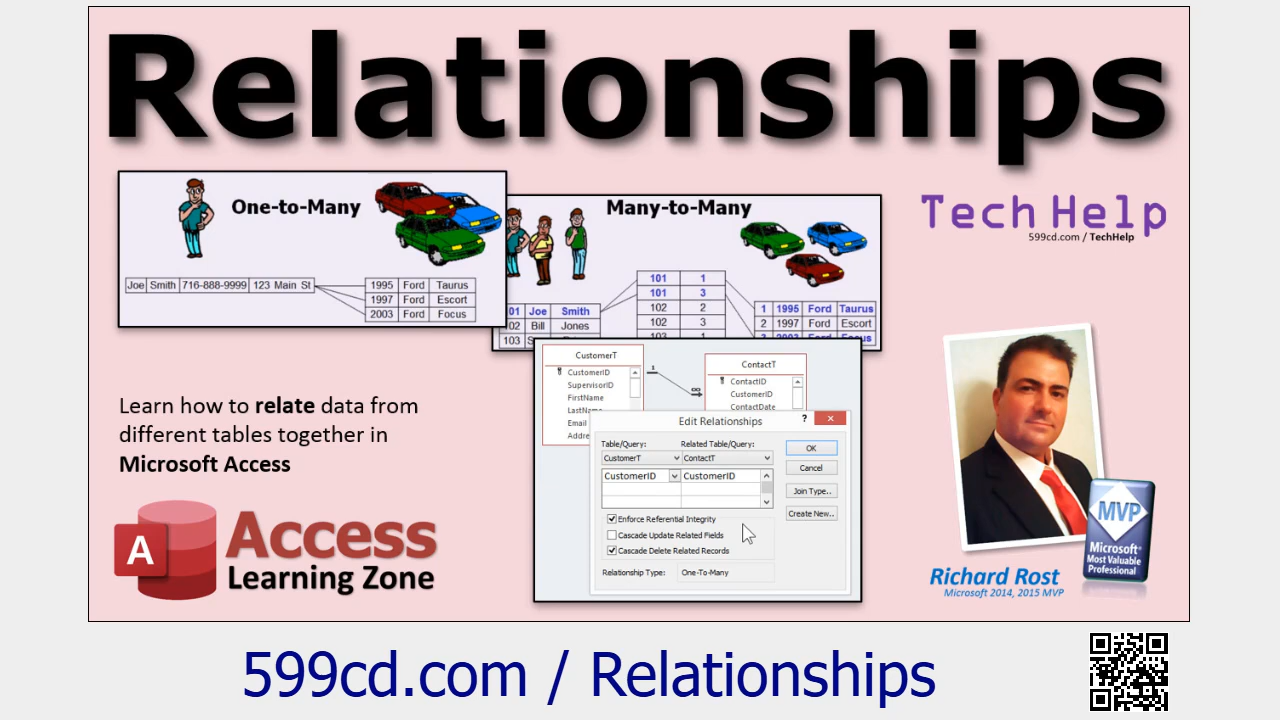 Relationships
One-to-Many
Joe Smith 716-888-9999 123 Main St
1995 Ford Taurus
1997 Ford Escort
2003 Ford Focus
Many-to-Many
101 1
101 3
102 2
102 3
01 Joe Smith
02 Bill Jones
103
1 1995 Ford Taurus
2 1997 Ford Escort
Tech Help
599cd.com / TechHelp
CustomerT
CustomerID
SupervisorID
FirstName
LastName
Email
Addre
1
∞
ContactT
ContactID
CustomerID
ContactDate
Edit Relationships
? ×
Table/Query: Related Table/Query:
CustomerT ContactT
CustomerID CustomerID
OK
Cancel
Join Type..
Create New..
Enforce Referential Integrity
Cascade Update Related Fields
Cascade Delete Related Records
Relationship Type: One-To-Many
Learn how to relate data from
different tables together in
Microsoft Access
A
Access
Learning Zone
MVP
Microsoft®
Most Valuable
Professional
Richard Rost
Microsoft 2014, 2015 MVP
599cd.com / Relationships